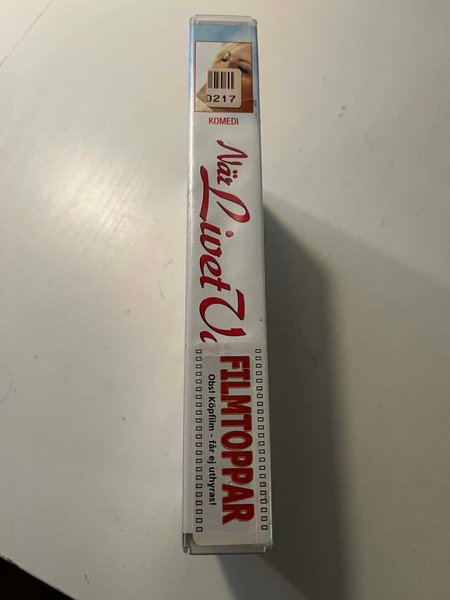 0217
KOMEDI
När
Livet
FILMTOPPAR
Obs! Köpfilm - får ej uthyras!